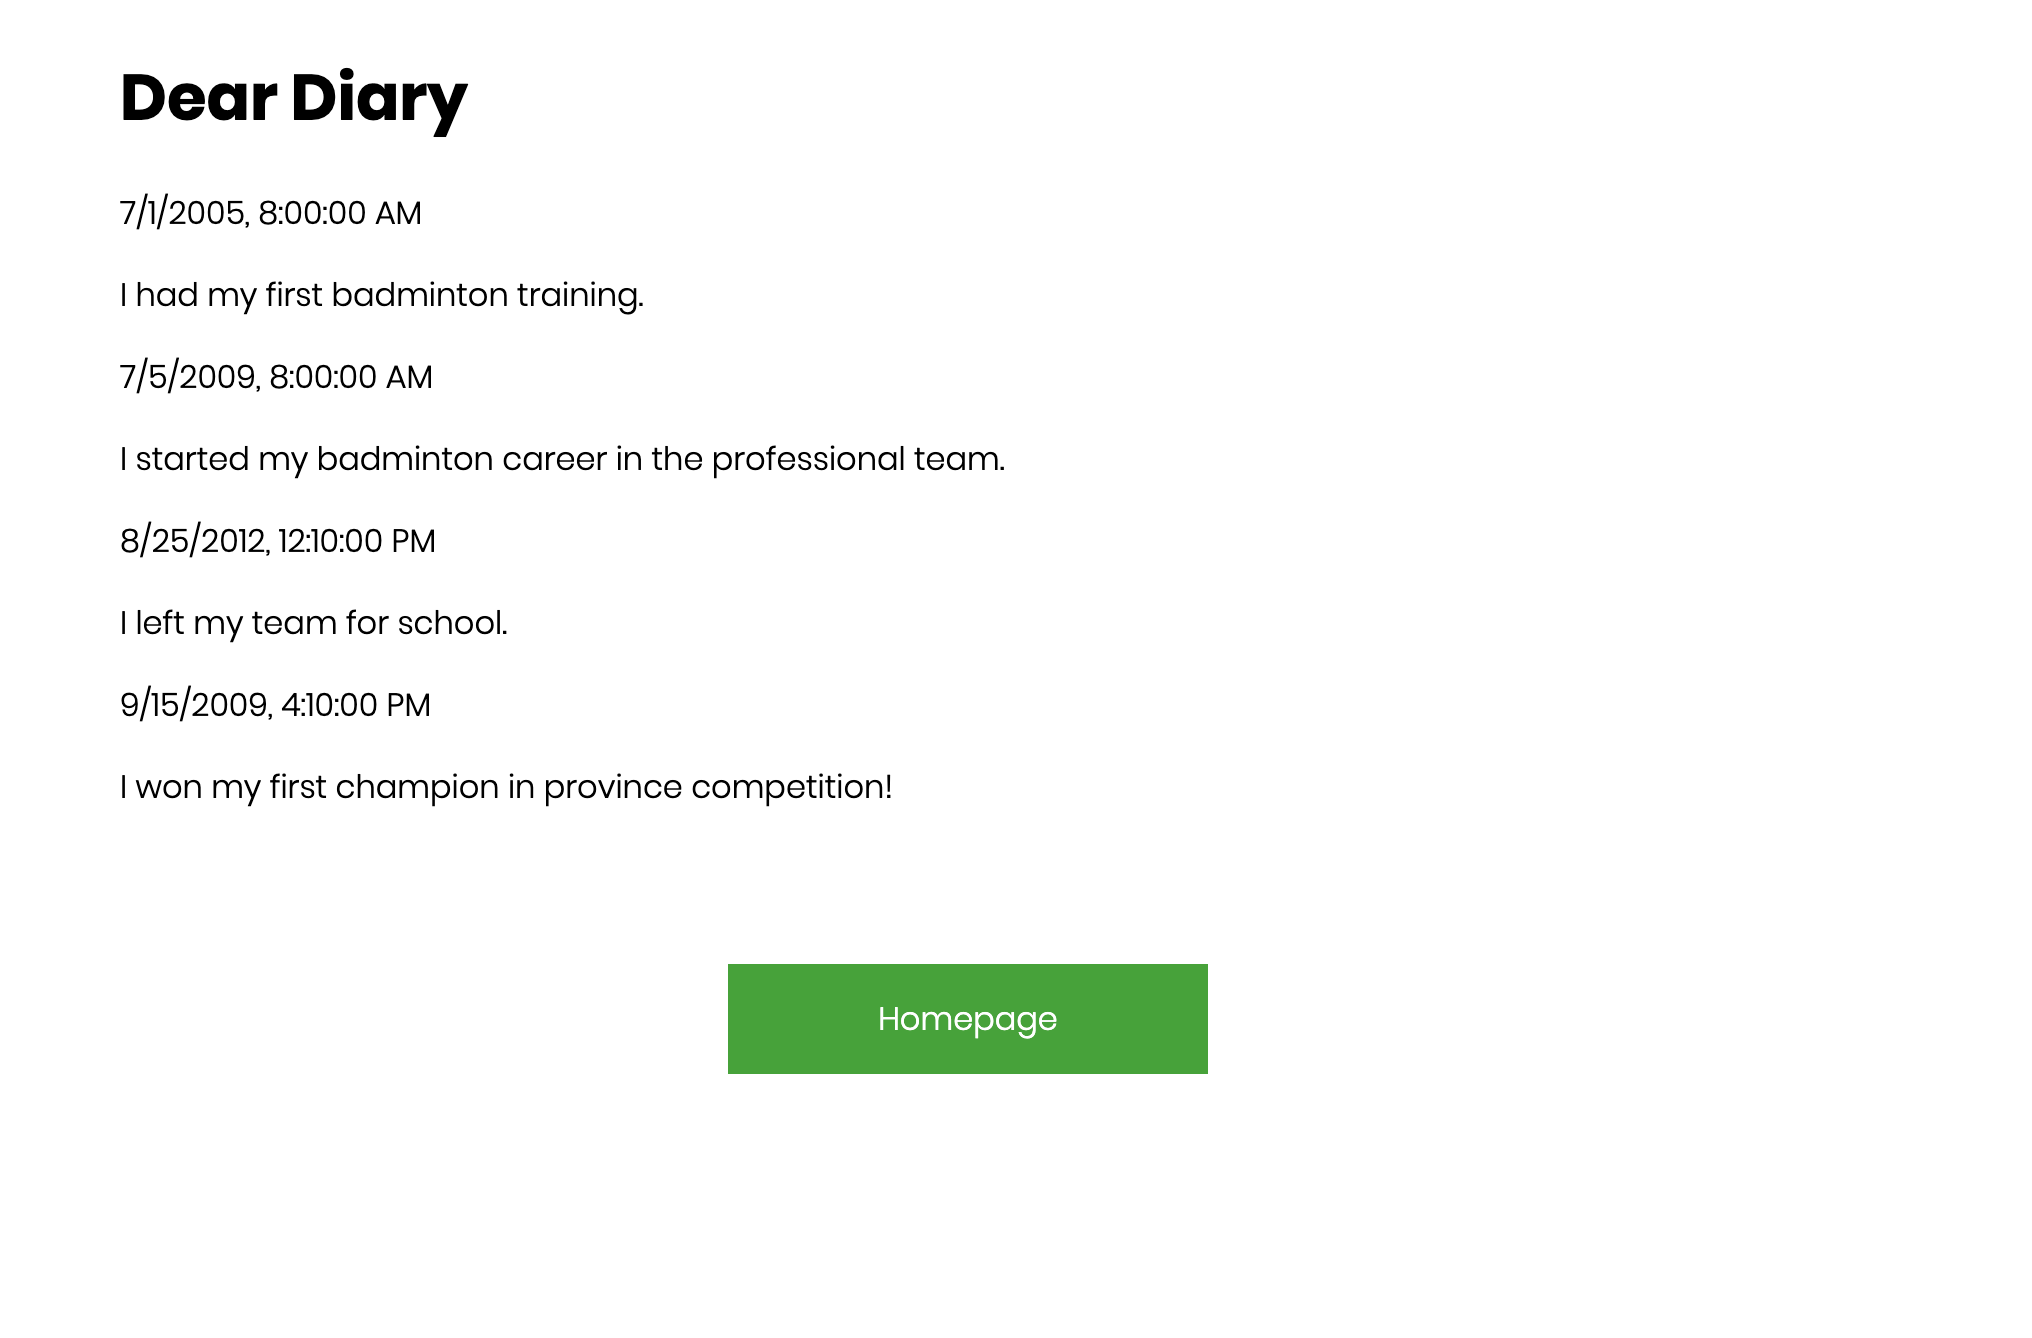 Dear Diary
7/1/2005, 8:00:00 AM
I had my first badminton training.
7/5/2009, 8:00:00 AM
I started my badminton career in the professional team.
8/25/2012, 12:10:00 PM
I left my team for school.
9/15/2009, 4:10:00 PM
I won my first champion in province competition!
Homepage